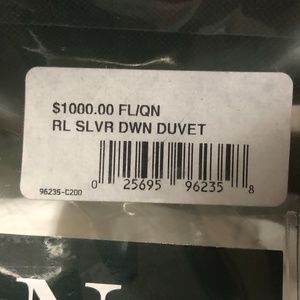 $1000.00 FL/QN
RL SLVR DWN DUVET
0 25695 96235 8
96235-C200
N